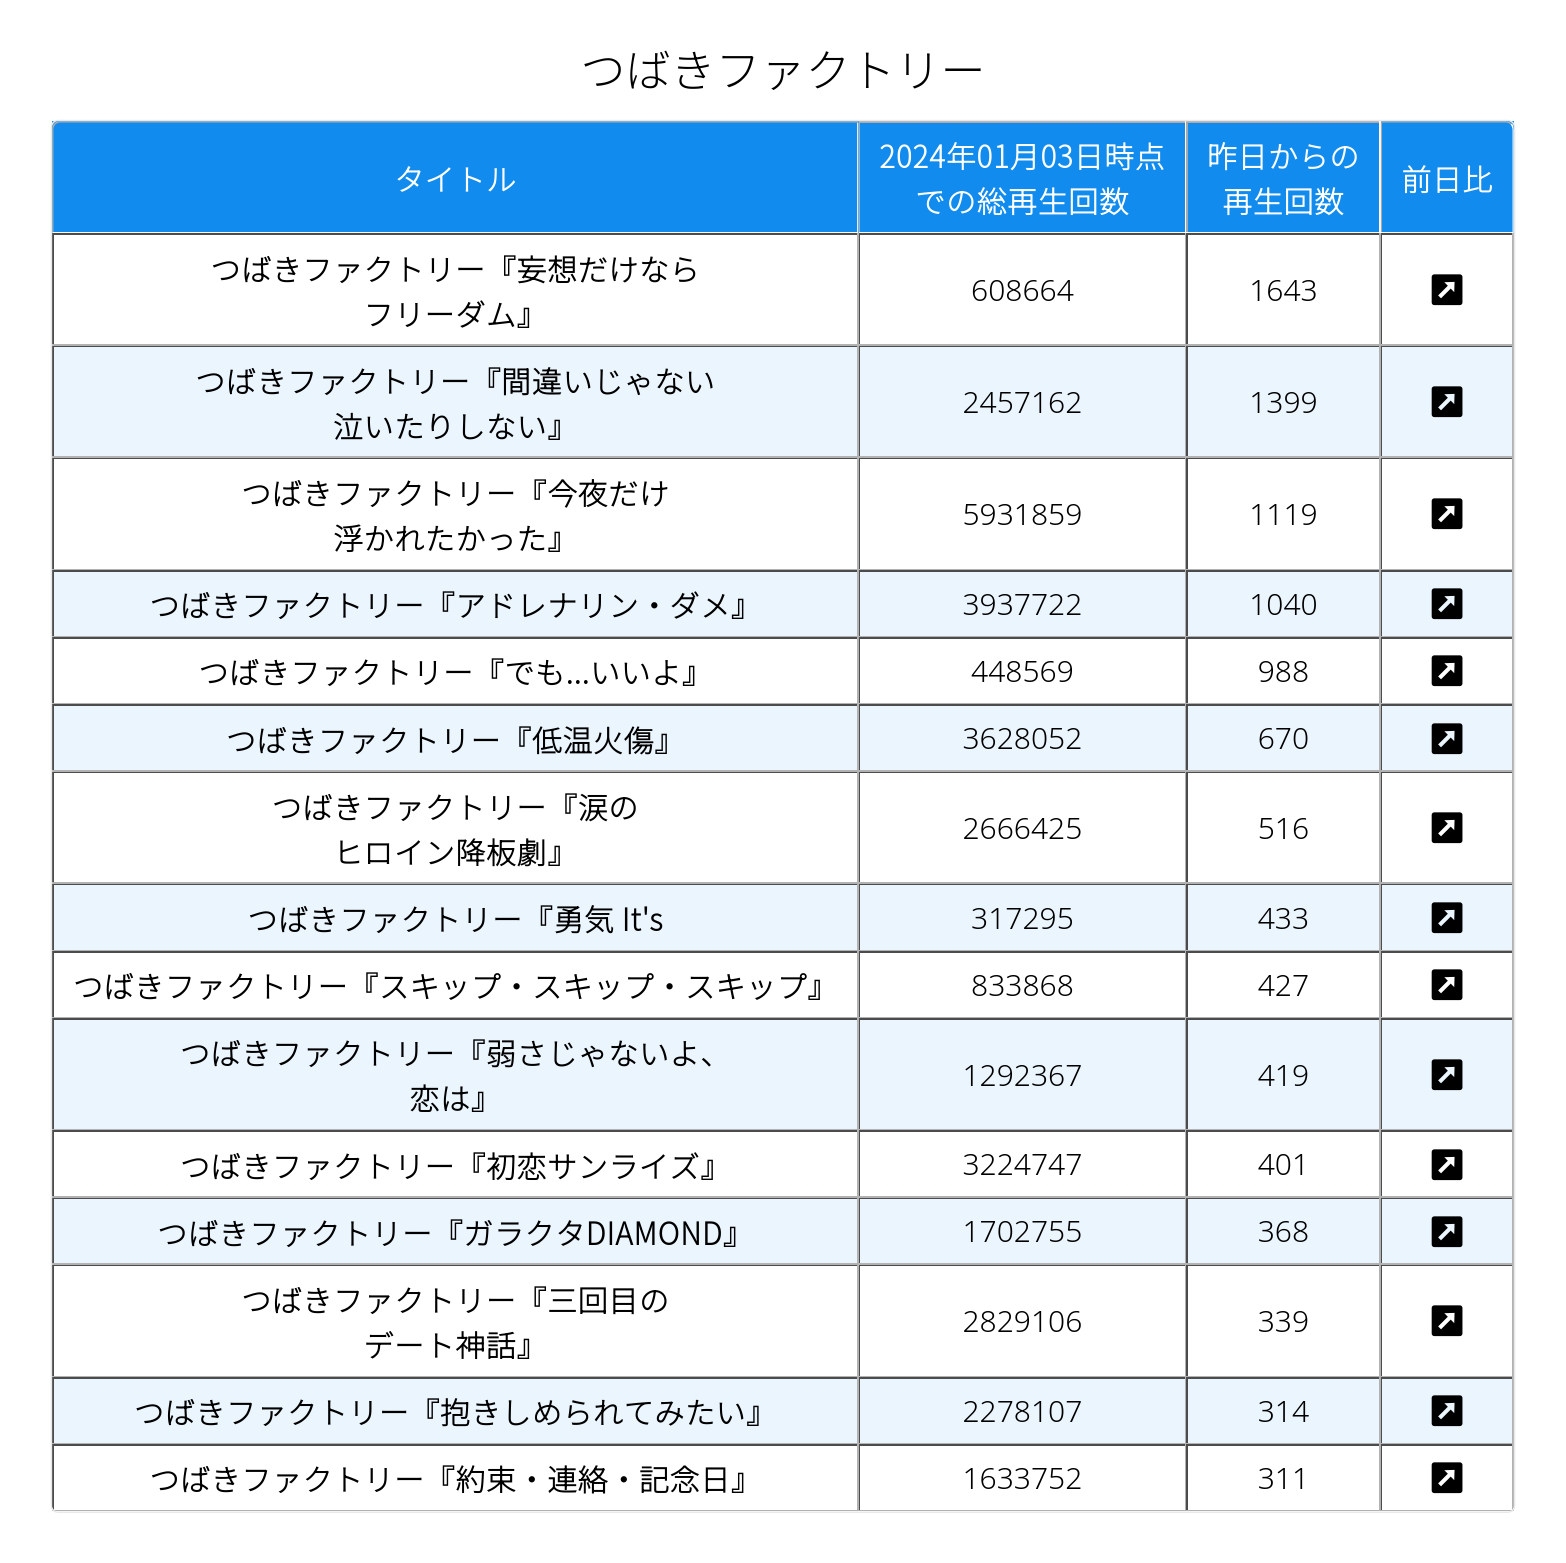 つばきファクトリー
タイトル
2024年01月03日時点
での総再生回数
昨日からの
再生回数
前日比
つばきファクトリー『妄想だけなら
フリーダム』
608664
1643
つばきファクトリー『間違いじゃない
泣いたりしない』
2457162
1399
つばきファクトリー『今夜だけ
浮かれたかった』
5931859
1119
つばきファクトリー『アドレナリン・ダメ』
3937722
1040
つばきファクトリー『でも...いいよ』
448569
988
つばきファクトリー『低温火傷』
3628052
670
つばきファクトリー『涙の
ヒロイン降板劇』
2666425
516
つばきファクトリー『勇気 It's
317295
433
つばきファクトリー『スキップ・スキップ・スキップ』
833868
427
つばきファクトリー『弱さじゃないよ、
恋は』
1292367
419
つばきファクトリー『初恋サンライズ』
3224747
401
つばきファクトリー『ガラクタDIAMOND』
1702755
368
つばきファクトリー『三回目の
デート神話』
2829106
339
つばきファクトリー『抱きしめられてみたい』
2278107
314
つばきファクトリー『約束・連絡・記念日』
1633752
311